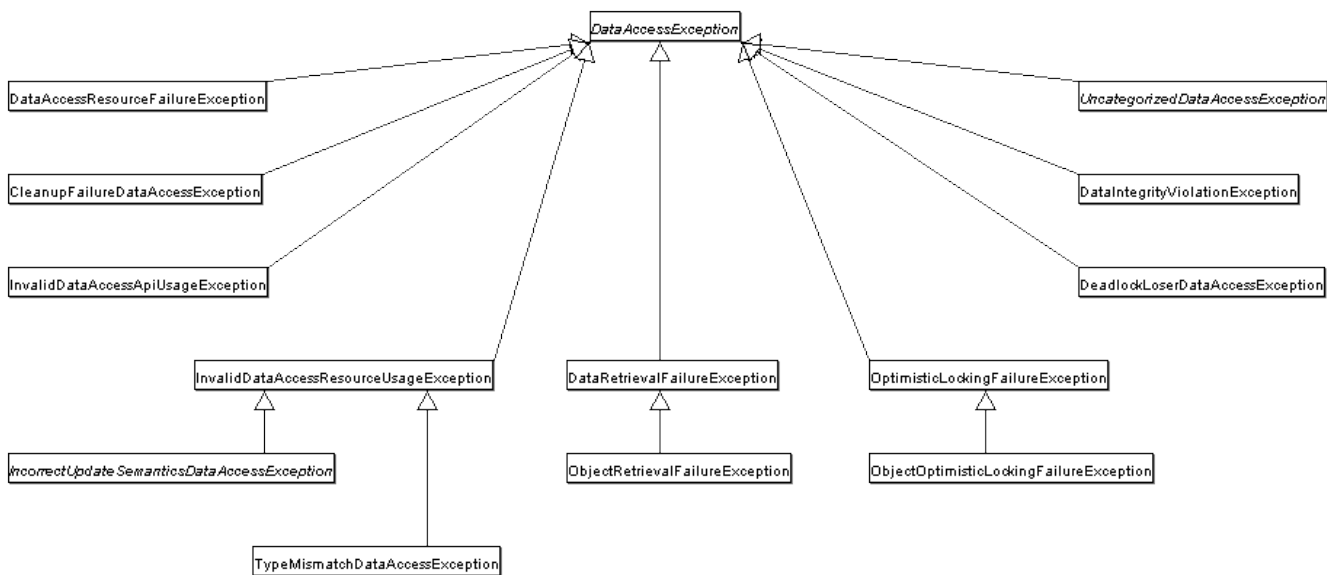 DataAccessException
DataAccessResourceFailureException
UncategorizedDataAccessException
CleanupFailureDataAccessException
DataIntegrityViolationException
InvalidDataAccessApiUsageException
DeadlockLoserDataAccessException
InvalidDataAccessResourceUsageException
DataRetrievalFailureException
OptimisticLockingFailureException
IncorrectUpdateSemanticsDataAccessException
ObjectRetrievalFailureException
ObjectOptimisticLockingFailureException
TypeMismatchDataAccessException